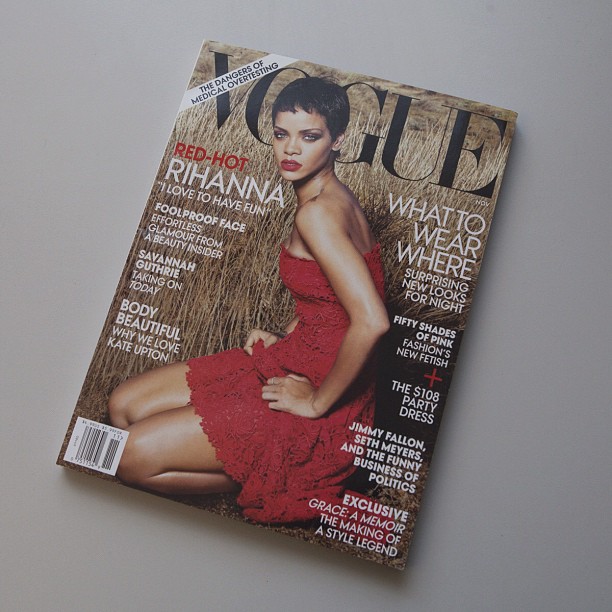 THE DANGERS OF
MEDICAL OVERTESTING
VOGUE
NOV
RED-HOT
RIHANNA
"I LOVE TO HAVE FUN"
FOOLPROOF FACE
EFFORTLESS
GLAMOUR FROM
A BEAUTY INSIDER
SAVANNAH
GUTHRIE
TAKING ON
TODAY
BODY
BEAUTIFUL
WHY WE LOVE
KATE UPTON
WHAT TO
WEAR
WHERE
SURPRISING
NEW LOOKS
FOR NIGHT
FIFTY SHADES
OF PINK
FASHION'S
NEW FETISH
+
THE $108
PARTY
DRESS
JIMMY FALLON,
SETH MEYERS,
AND THE FUNNY
BUSINESS OF
POLITICS
EXCLUSIVE
GRACE: A MEMOIR
THE MAKING OF
A STYLE LEGEND